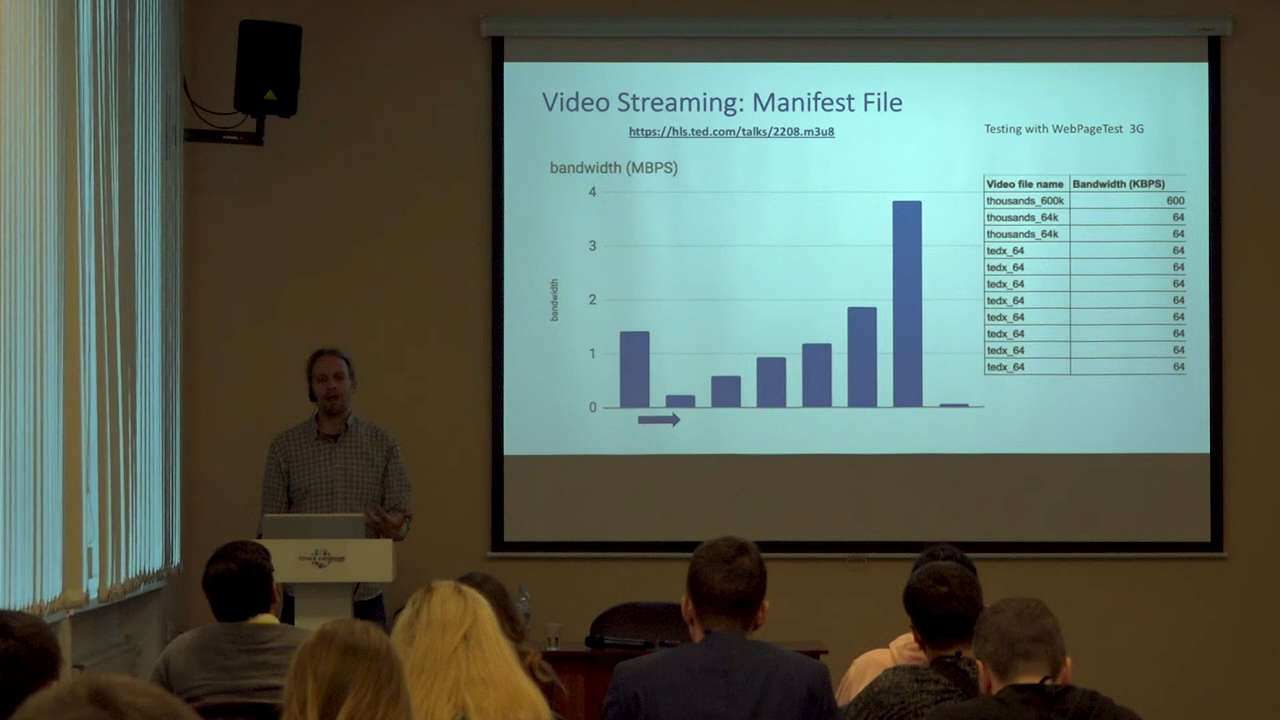 Video Streaming: Manifest File
https://hls.ted.com/talks/2208.m3u8
Testing with WebPageTest 3G
bandwidth (MBPS)
4
3
2
1
0
bandwidth
Video file name Bandwidth (KBPS)
thousands_600k 600
thousands_64k 64
thousands_64k 64
tedx_64 64
tedx_64 64
tedx_64 64
tedx_64 64
tedx_64 64
tedx_64 64
tedx_64 64
tedx_64 64